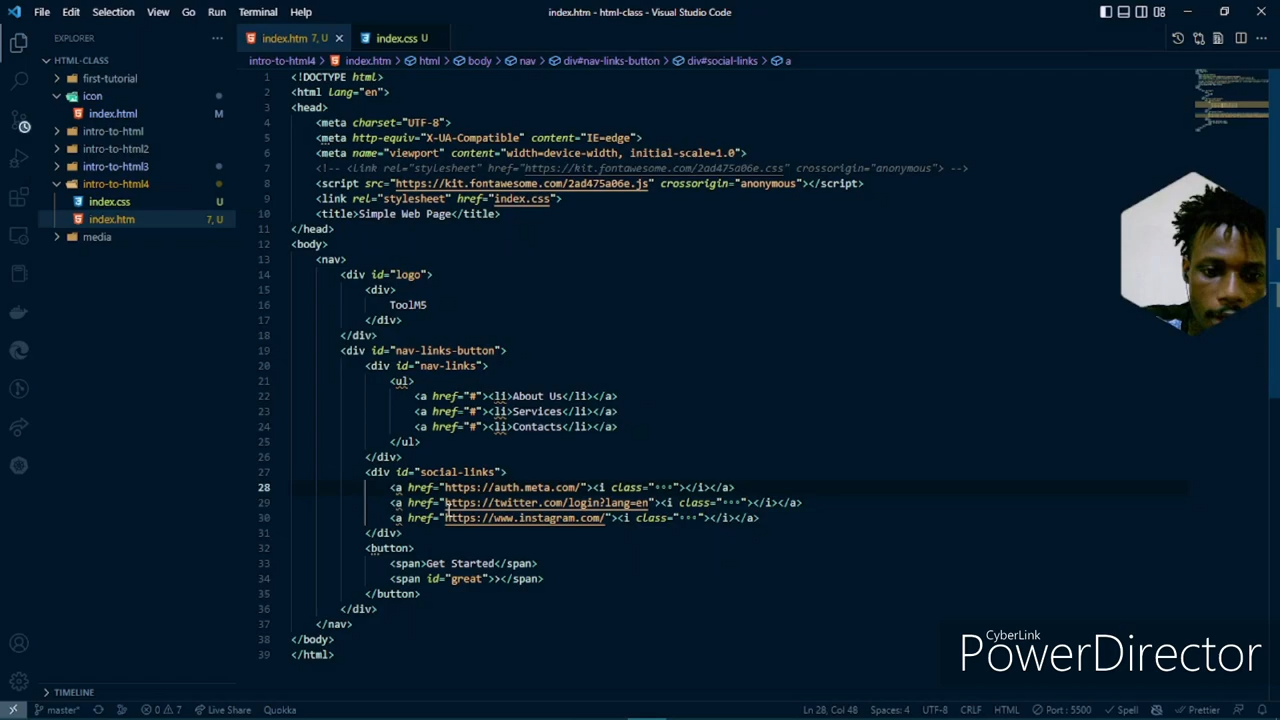 File Edit Selection View Go Run Terminal Help
index.htm - html-class - Visual Studio Code
EXPLORER
HTML-CLASS
first-tutorial
icon
index.html M
intro-to-html
intro-to-html2
intro-to-html3
intro-to-html4
index.css U
index.htm 7, U
media
TIMELINE
index.htm 7, U
index.css U
intro-to-html4 > index.htm > html > body > nav > div#nav-links-button > div#social-links > a
1 <!DOCTYPE html>
2 <html lang="en">
3 <head>
4 <meta charset="UTF-8">
5 <meta http-equiv="X-UA-Compatible" content="IE=edge">
6 <meta name="viewport" content="width=device-width, initial-scale=1.0">
7 <!-- <link rel="stylesheet" href="https://kit.fontawesome.com/2ad475a06e.css" crossorigin="anonymous"> -->
8 <script src="https://kit.fontawesome.com/2ad475a06e.js" crossorigin="anonymous"></script>
9 <link rel="stylesheet" href="index.css">
10 <title>Simple Web Page</title>
11 </head>
12 <body>
13 <nav>
14 <div id="logo">
15 <div>
16 ToolM5
17 </div>
18 </div>
19 <div id="nav-links-button">
20 <div id="nav-links">
21 <ul>
22 <a href="#"><li>About Us</li></a>
23 <a href="#"><li>Services</li></a>
24 <a href="#"><li>Contacts</li></a>
25 </ul>
26 </div>
27 <div id="social-links">
28 <a href="https://auth.meta.com/"><i class="•••"></i></a>
29 <a href="https://twitter.com/login?lang=en"><i class="•••"></i></a>
30 <a href="https://www.instagram.com/"><i class="•••"></i></a>
31 </div>
32 <button>
33 <span>Get Started</span>
34 <span id="great">></span>
35 </button>
36 </div>
37 </nav>
38 </body>
39 </html>
CyberLink
PowerDirector
master* 0 7 Live Share Quokka
Ln 28, Col 48 Spaces: 4 UTF-8 CRLF HTML Port : 5500 Spell Prettier